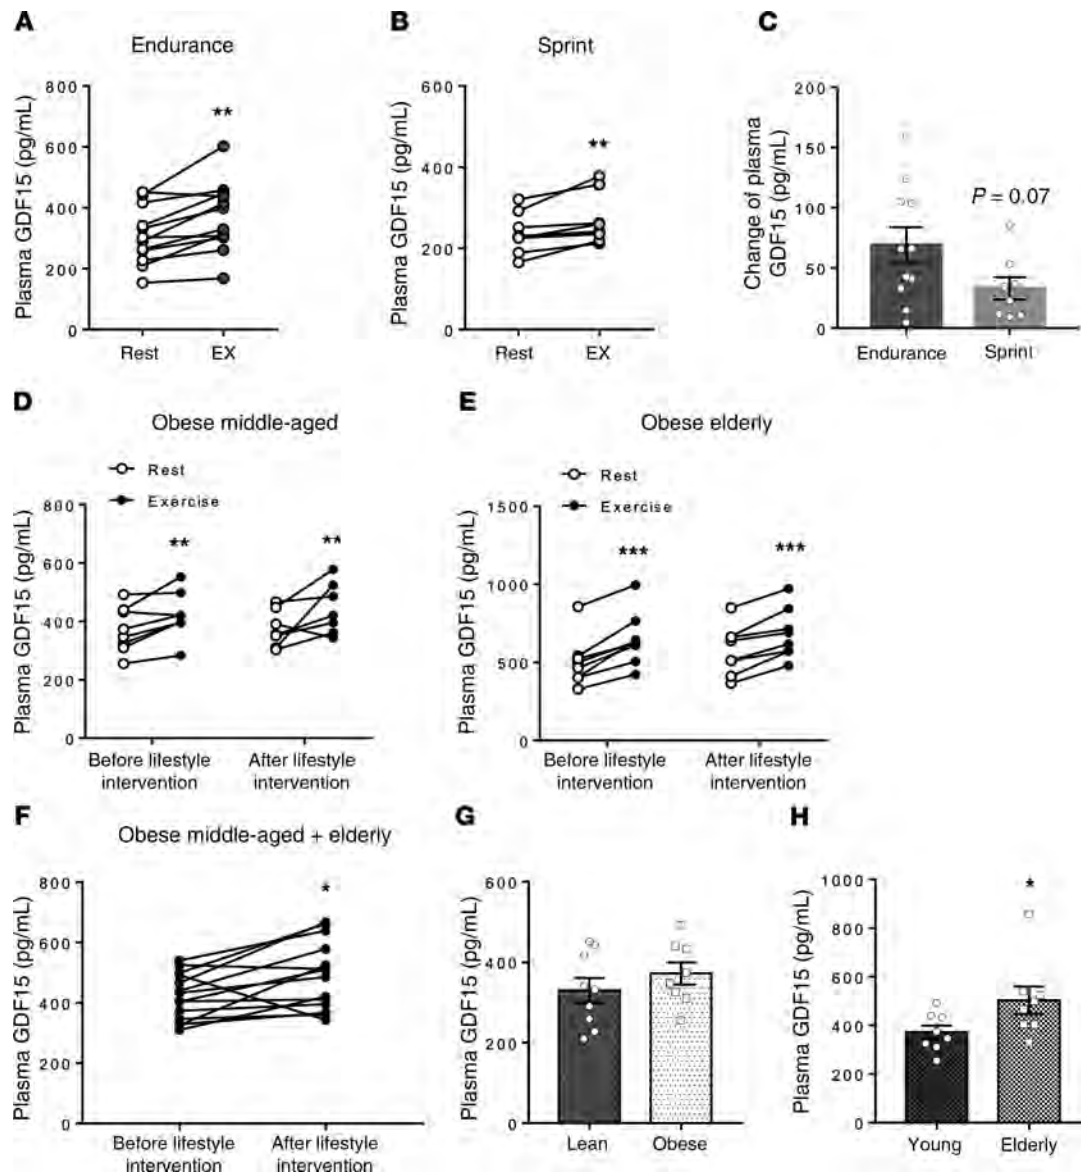 A
Endurance
Plasma GDF15 (pg/mL)
800
600
400
200
0
**
Rest
EX
B
Sprint
Plasma GDF15 (pg/mL)
600
400
200
0
**
Rest
EX
C
Change of plasma
GDF15 (pg/mL)
200
150
100
50
0
P = 0.07
Endurance
Sprint
D
Obese middle-aged
Rest
Exercise
Plasma GDF15 (pg/mL)
800
600
400
200
0
**
**
Before lifestyle
intervention
After lifestyle
intervention
E
Obese elderly
Rest
Exercise
Plasma GDF15 (pg/mL)
1500
1000
500
0
***
***
Before lifestyle
intervention
After lifestyle
intervention
F
Obese middle-aged + elderly
Plasma GDF15 (pg/mL)
800
600
400
200
0
*
Before lifestyle
intervention
After lifestyle
intervention
G
Plasma GDF15 (pg/mL)
600
400
200
0
Lean
Obese
H
Plasma GDF15 (pg/mL)
1000
800
600
400
200
0
*
Young
Elderly